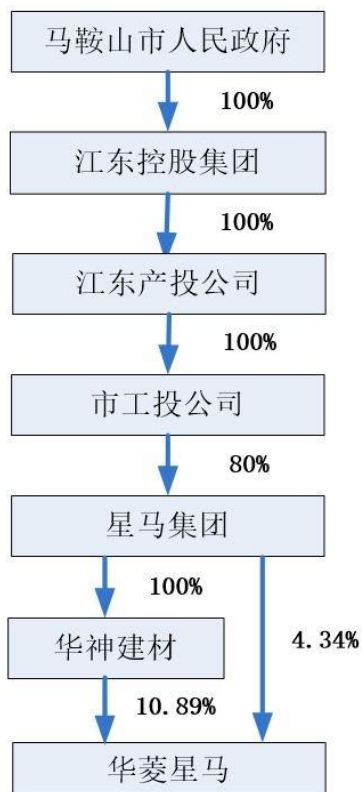 马鞍山市人民政府
100%
江东控股集团
100%
江东产投公司
100%
市工投公司
80%
星马集团
100%
4.34%
华神建材
10.89%
华菱星马